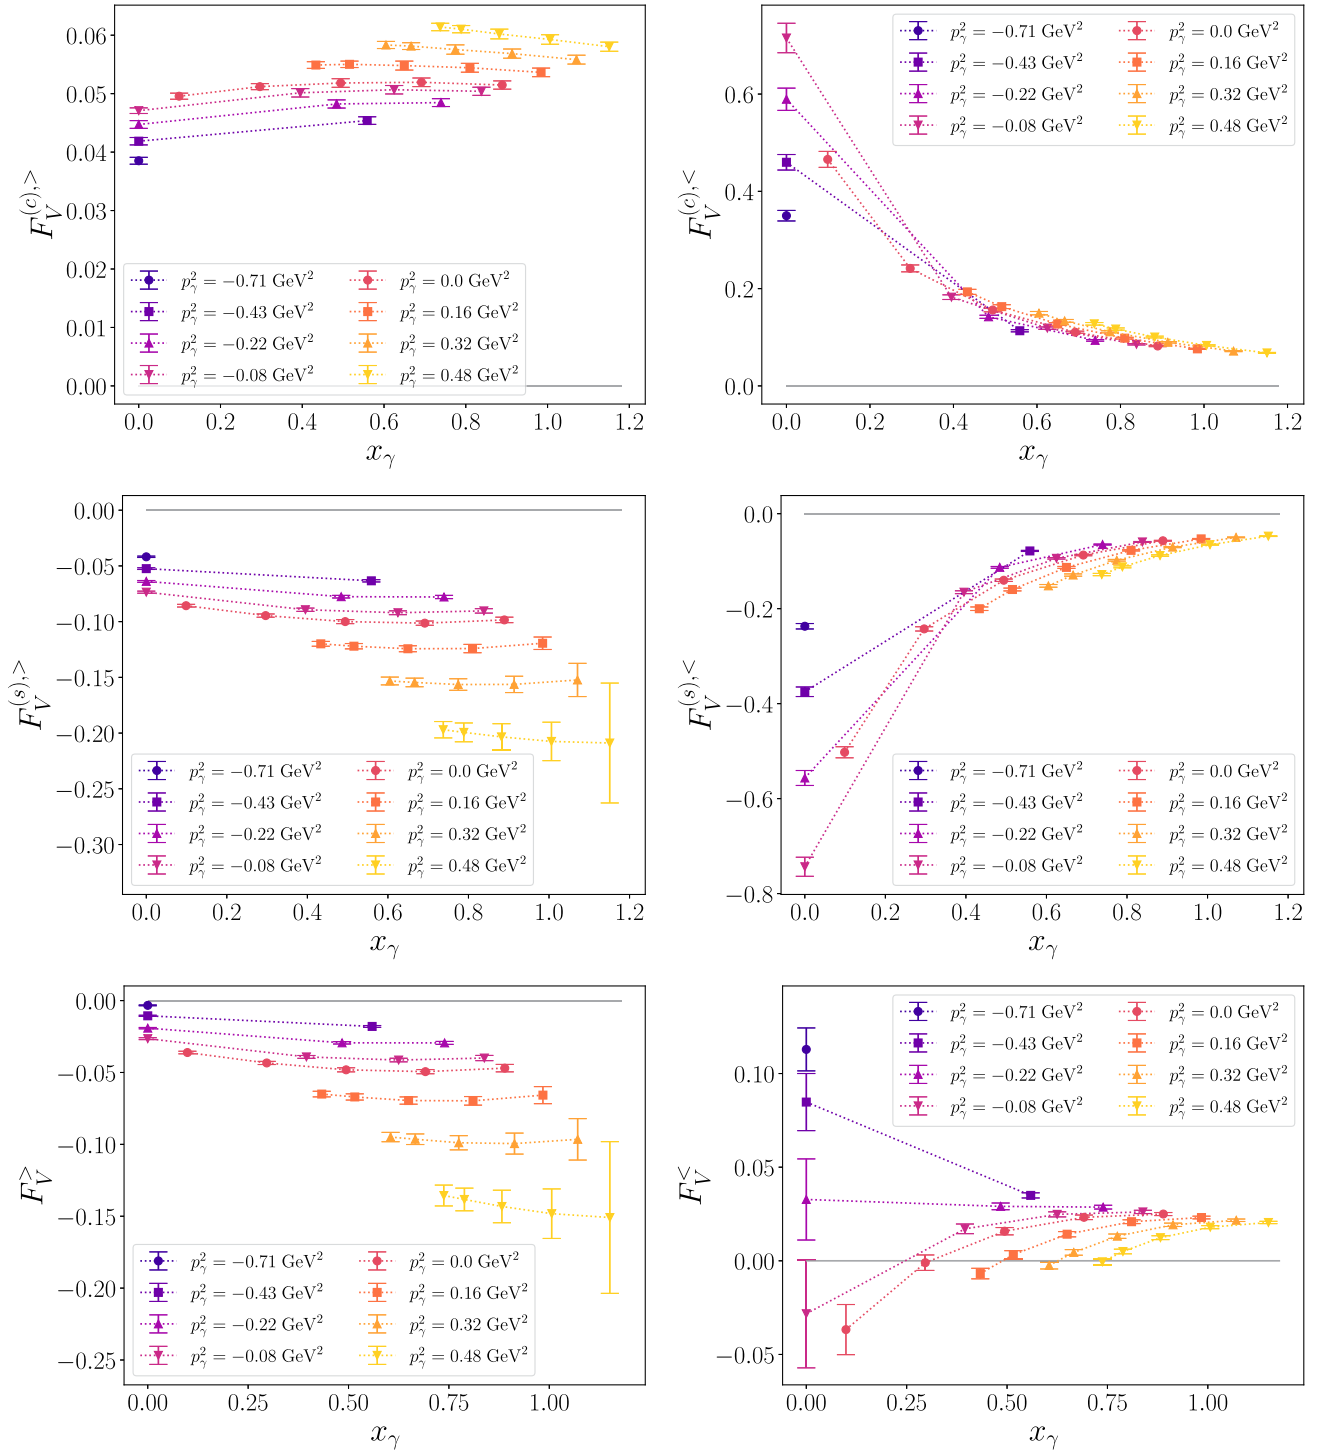 0.06
0.05
0.04
0.03
0.02
0.01
0.00
F_V^{(c),>}
p_γ^2 = −0.71 GeV^2
p_γ^2 = −0.43 GeV^2
p_γ^2 = −0.22 GeV^2
p_γ^2 = −0.08 GeV^2
p_γ^2 = 0.0 GeV^2
p_γ^2 = 0.16 GeV^2
p_γ^2 = 0.32 GeV^2
p_γ^2 = 0.48 GeV^2
0.0 0.2 0.4 0.6 0.8 1.0 1.2
x_γ
0.6
0.4
0.2
0.0
F_V^{(c),<}
p_γ^2 = −0.71 GeV^2
p_γ^2 = −0.43 GeV^2
p_γ^2 = −0.22 GeV^2
p_γ^2 = −0.08 GeV^2
p_γ^2 = 0.0 GeV^2
p_γ^2 = 0.16 GeV^2
p_γ^2 = 0.32 GeV^2
p_γ^2 = 0.48 GeV^2
0.0 0.2 0.4 0.6 0.8 1.0 1.2
x_γ
0.00
−0.05
−0.10
−0.15
−0.20
−0.25
−0.30
F_V^{(s),>}
p_γ^2 = −0.71 GeV^2
p_γ^2 = −0.43 GeV^2
p_γ^2 = −0.22 GeV^2
p_γ^2 = −0.08 GeV^2
p_γ^2 = 0.0 GeV^2
p_γ^2 = 0.16 GeV^2
p_γ^2 = 0.32 GeV^2
p_γ^2 = 0.48 GeV^2
0.0 0.2 0.4 0.6 0.8 1.0 1.2
x_γ
0.0
−0.2
−0.4
−0.6
−0.8
F_V^{(s),<}
p_γ^2 = −0.71 GeV^2
p_γ^2 = −0.43 GeV^2
p_γ^2 = −0.22 GeV^2
p_γ^2 = −0.08 GeV^2
p_γ^2 = 0.0 GeV^2
p_γ^2 = 0.16 GeV^2
p_γ^2 = 0.32 GeV^2
p_γ^2 = 0.48 GeV^2
0.0 0.2 0.4 0.6 0.8 1.0 1.2
x_γ
0.00
−0.05
−0.10
−0.15
−0.20
−0.25
F_V^>
p_γ^2 = −0.71 GeV^2
p_γ^2 = −0.43 GeV^2
p_γ^2 = −0.22 GeV^2
p_γ^2 = −0.08 GeV^2
p_γ^2 = 0.0 GeV^2
p_γ^2 = 0.16 GeV^2
p_γ^2 = 0.32 GeV^2
p_γ^2 = 0.48 GeV^2
0.00 0.25 0.50 0.75 1.00
x_γ
0.10
0.05
0.00
−0.05
F_V^<
p_γ^2 = −0.71 GeV^2
p_γ^2 = −0.43 GeV^2
p_γ^2 = −0.22 GeV^2
p_γ^2 = −0.08 GeV^2
p_γ^2 = 0.0 GeV^2
p_γ^2 = 0.16 GeV^2
p_γ^2 = 0.32 GeV^2
p_γ^2 = 0.48 GeV^2
0.00 0.25 0.50 0.75 1.00
x_γ